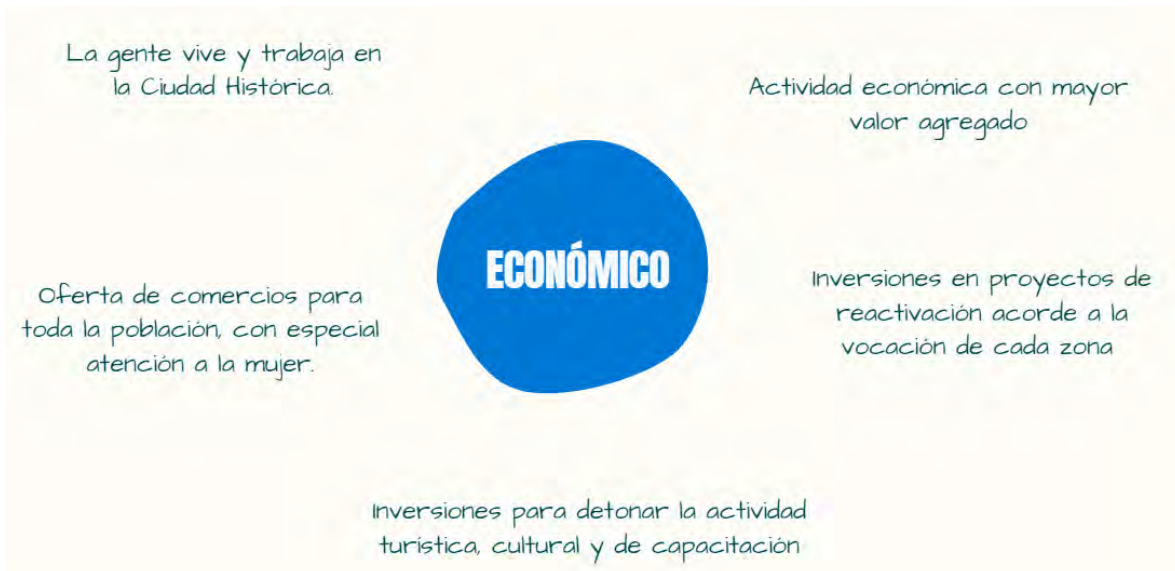 La gente vive y trabaja en
la Ciudad Histórica.
Actividad económica con mayor
valor agregado
ECONÓMICO
Oferta de comercios para
toda la población, con especial
atención a la mujer.
Inversiones en proyectos de
reactivación acorde a la
vocación de cada zona
Inversiones para detonar la actividad
turística, cultural y de capacitación